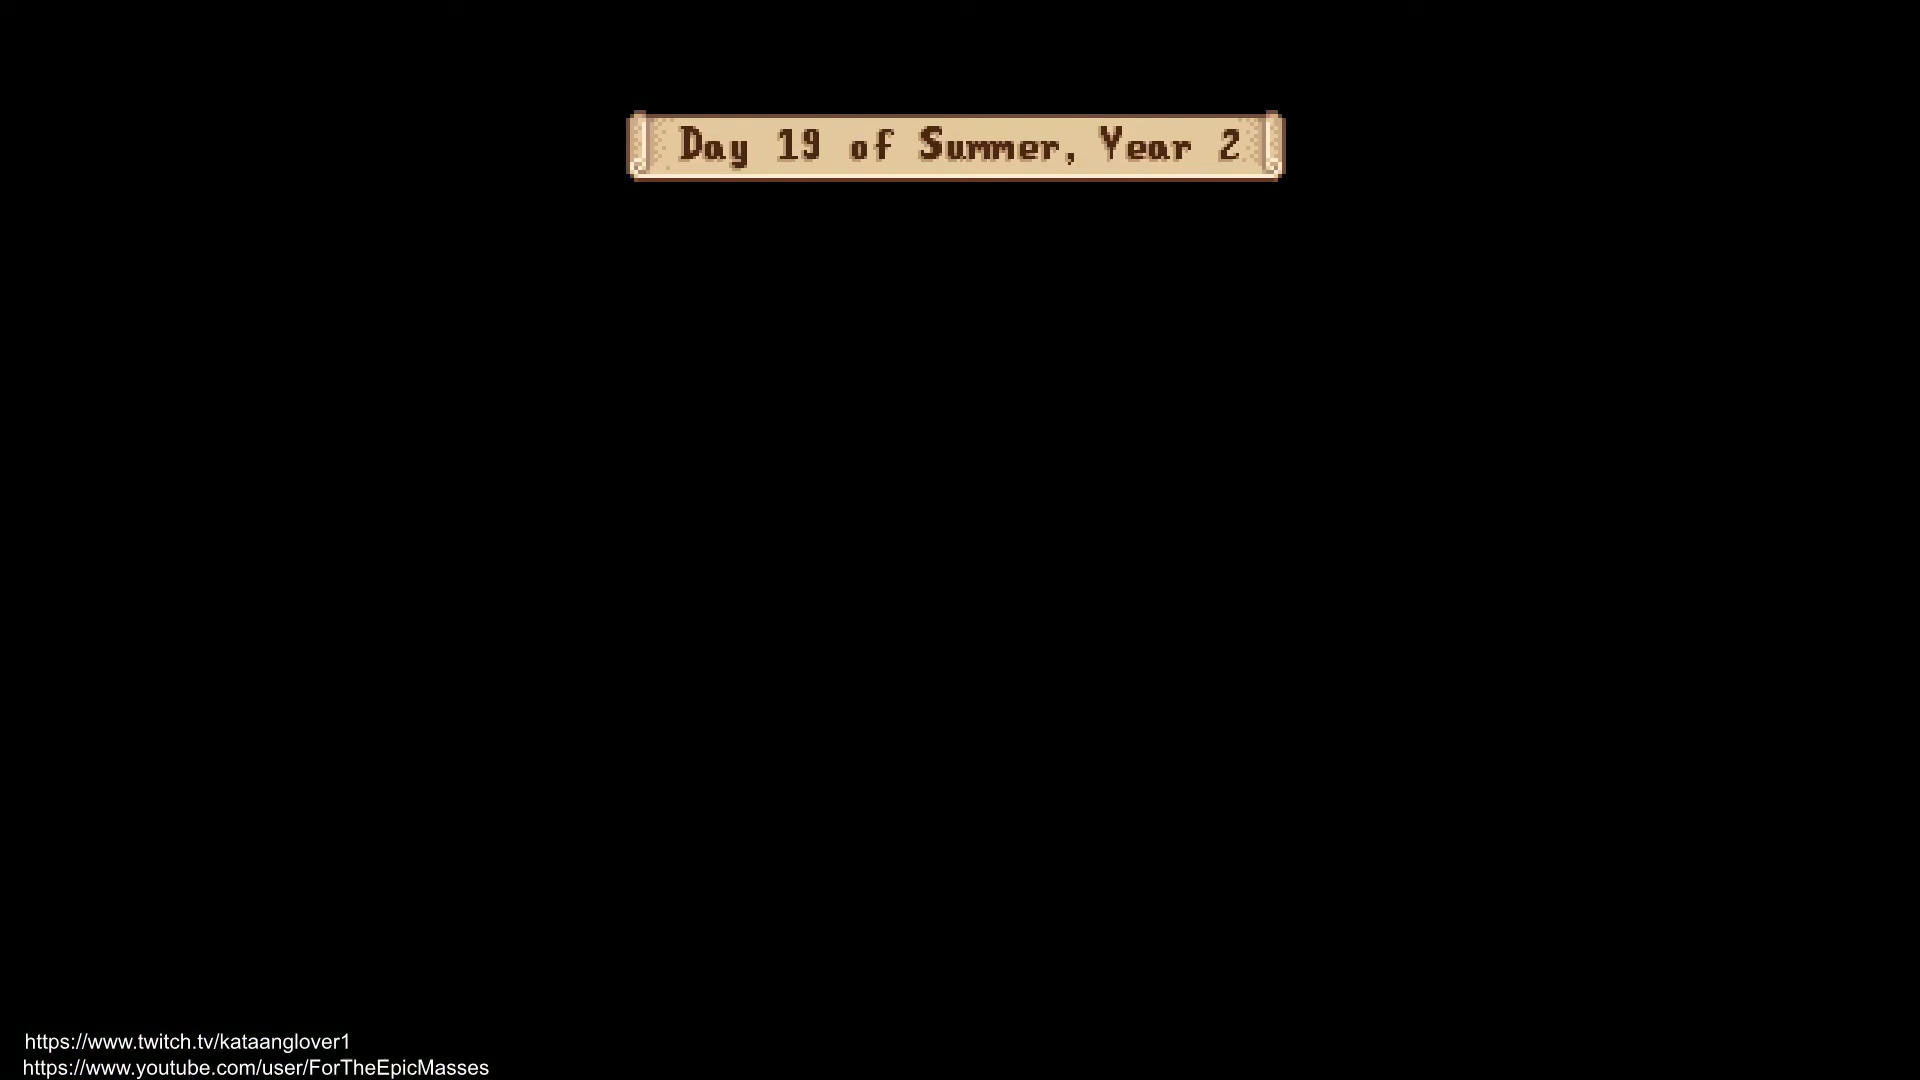 Day 19 of Summer, Year 2
https://www.twitch.tv/kataanglover1
https://www.youtube.com/user/ForTheEpicMasses